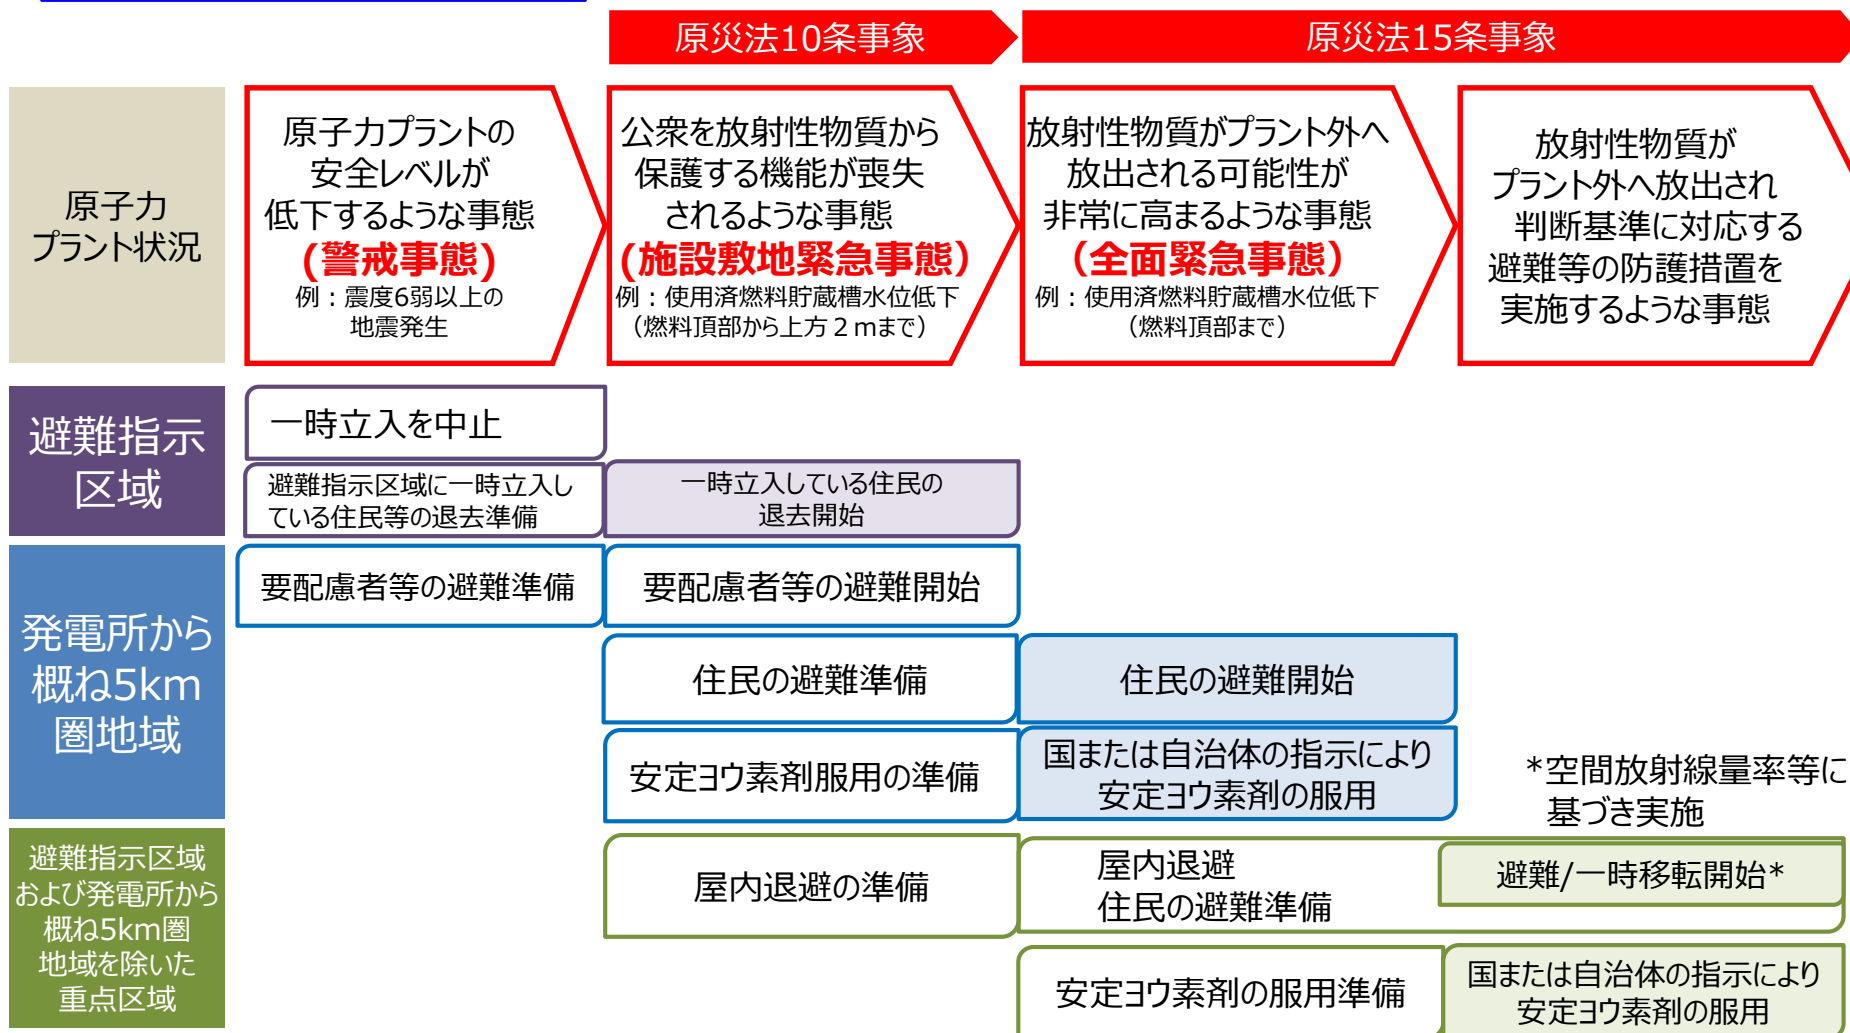 原災法10条事象
原災法15条事象
原子力
プラント状況
原子力プラントの
安全レベルが
低下するような事態
(警戒事態)
例：震度6弱以上の
地震発生
公衆を放射性物質から
保護する機能が喪失
されるような事態
(施設敷地緊急事態）
例：使用済燃料貯蔵槽水位低下
（燃料頂部から上方２ｍまで）
放射性物質がプラント外へ
放出される可能性が
非常に高まるような事態
（全面緊急事態）
例：使用済燃料貯蔵槽水位低下
（燃料頂部まで）
放射性物質が
プラント外へ放出され
判断基準に対応する
避難等の防護措置を
実施するような事態
避難指示
区域
一時立入を中止
避難指示区域に一時立入し
ている住民等の退去準備
一時立入している住民の
退去開始
発電所から
概ね5km
圏地域
要配慮者等の避難準備
要配慮者等の避難開始
住民の避難準備
住民の避難開始
安定ヨウ素剤服用の準備
国または自治体の指示により
安定ヨウ素剤の服用
*空間放射線量率等に
基づき実施
避難指示区域
および発電所から
概ね5km圏
地域を除いた
重点区域
屋内退避の準備
屋内退避
住民の避難準備
避難/一時移転開始*
安定ヨウ素剤の服用準備
国または自治体の指示により
安定ヨウ素剤の服用